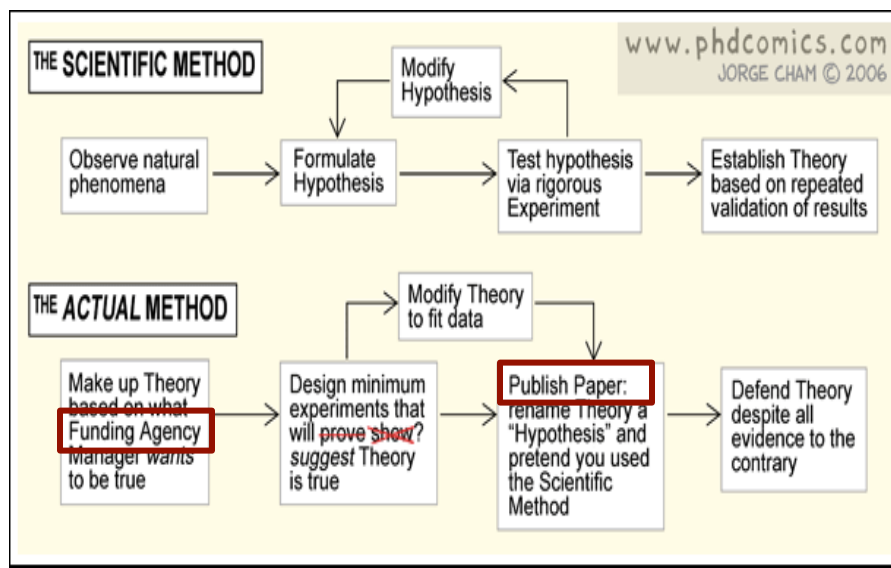 www.phdcomics.com
JORGE CHAM © 2006
THE SCIENTIFIC METHOD
Modify
Hypothesis
Observe natural
phenomena
Formulate
Hypothesis
Test hypothesis
via rigorous
Experiment
Establish Theory
based on repeated
validation of results
THE ACTUAL METHOD
Modify Theory
to fit data
Make up Theory
based on what
Funding Agency
Manager wants
to be true
Design minimum
experiments that
will prove show?
suggest Theory
is true
Publish Paper:
rename Theory a
“Hypothesis” and
pretend you used
the Scientific
Method
Defend Theory
despite all
evidence to the
contrary